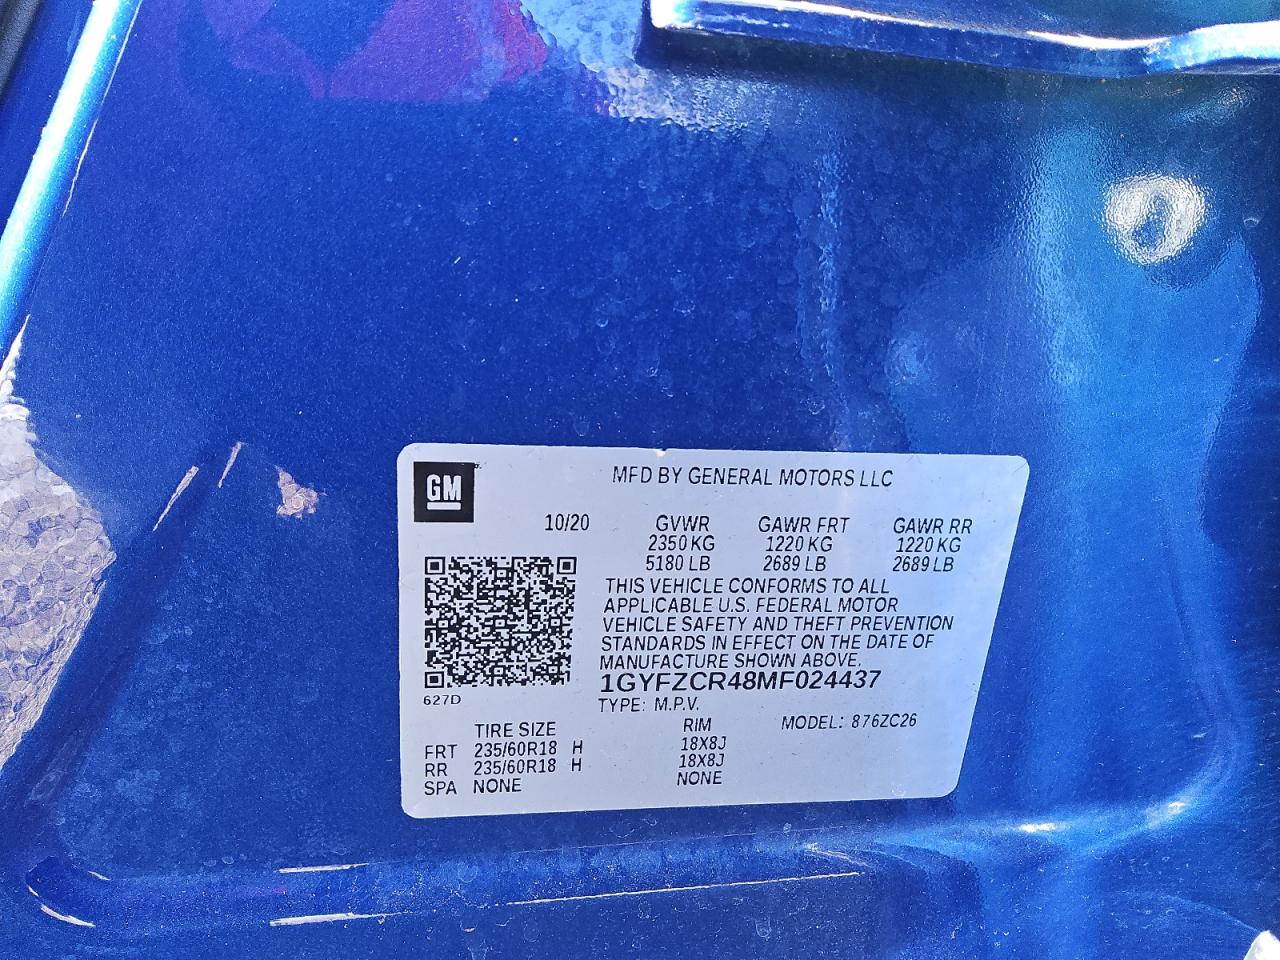 GM
MFD BY GENERAL MOTORS LLC
10/20 GVWR GAWR FRT GAWR RR
2350 KG 1220 KG 1220 KG
5180 LB 2689 LB 2689 LB
THIS VEHICLE CONFORMS TO ALL
APPLICABLE U.S. FEDERAL MOTOR
VEHICLE SAFETY AND THEFT PREVENTION
STANDARDS IN EFFECT ON THE DATE OF
MANUFACTURE SHOWN ABOVE.
1GYFZCR48MF024437
627D
TYPE: M.P.V.
TIRE SIZE RIM MODEL: 876ZC26
FRT 235/60R18 H 18X8J
RR 235/60R18 H 18X8J
SPA NONE NONE